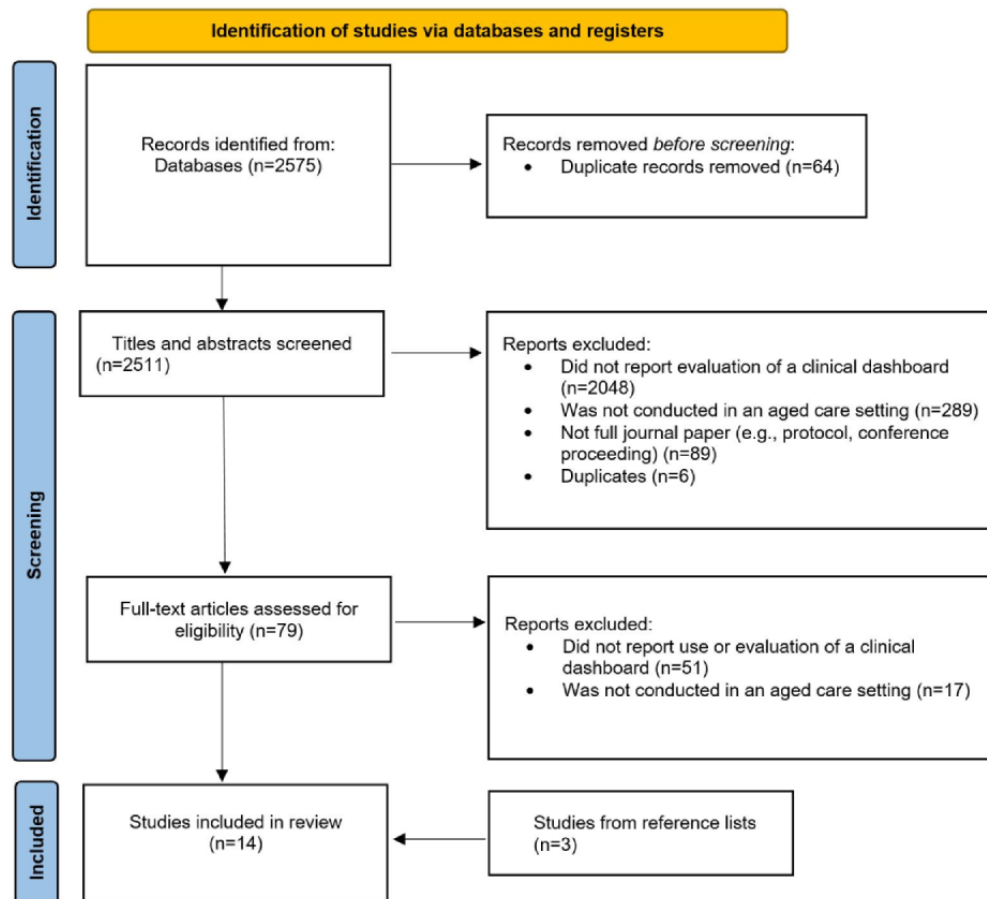 Identification of studies via databases and registers
Identification
Records identified from:
Databases (n=2575)
Records removed before screening:
• Duplicate records removed (n=64)
Screening
Titles and abstracts screened
(n=2511)
Reports excluded:
• Did not report evaluation of a clinical dashboard
(n=2048)
• Was not conducted in an aged care setting (n=289)
• Not full journal paper (e.g., protocol, conference
proceeding) (n=89)
• Duplicates (n=6)
Full-text articles assessed for
eligibility (n=79)
Reports excluded:
• Did not report use or evaluation of a clinical
dashboard (n=51)
• Was not conducted in an aged care setting (n=17)
Included
Studies included in review
(n=14)
Studies from reference lists
(n=3)